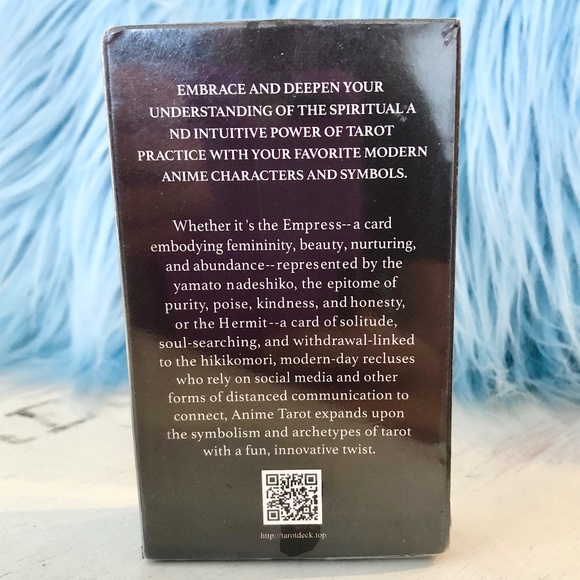 EMBRACE AND DEEPEN YOUR
UNDERSTANDING OF THE SPIRITUAL A
ND INTUITIVE POWER OF TAROT
PRACTICE WITH YOUR FAVORITE MODERN
ANIME CHARACTERS AND SYMBOLS.
Whether it 's the Empress--a card
embodying femininity, beauty, nurturing,
and abundance--represented by the
yamato nadeshiko, the epitome of
purity, poise, kindness, and honesty,
or the Hermit--a card of solitude,
soul-searching, and withdrawal-linked
to the hikikomori, modern-day recluses
who rely on social media and other
forms of distanced communication to
connect, Anime Tarot expands upon
the symbolism and archetypes of tarot
with a fun, innovative twist.
http://tarotdeck.top